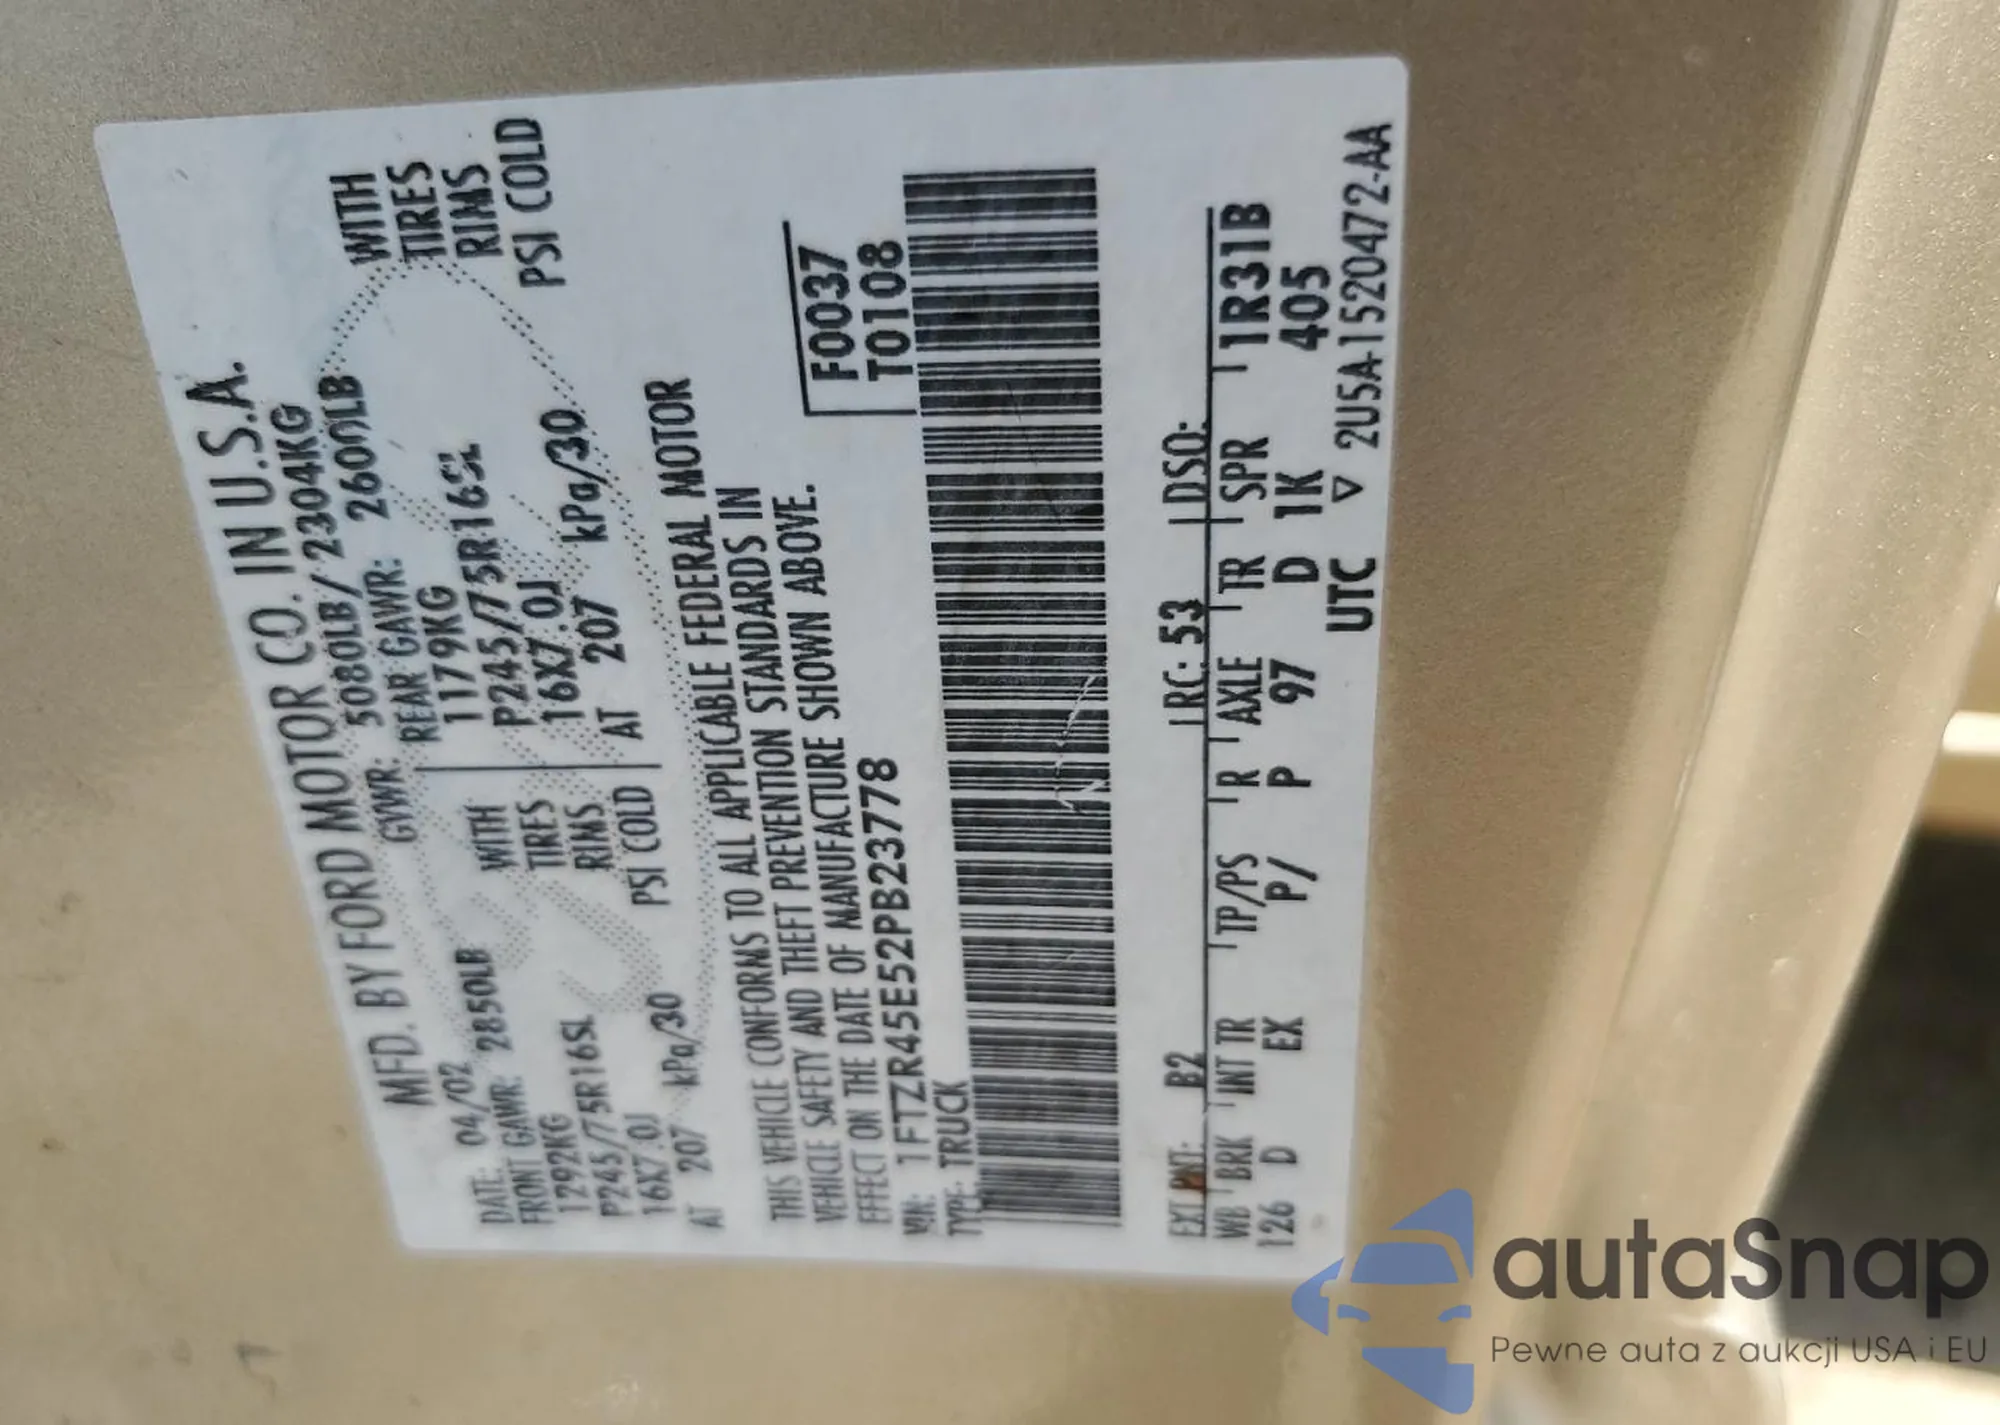 MFD. BY FORD MOTOR CO. IN U.S.A.
DATE: 04/02 GVWR: 5080LB/2304KG
FRONT GAWR: 2850LB REAR GAWR: 2600LB
1292KG WITH 1179KG WITH
P245/75R16SL TIRES P245/75R16SL TIRES
16X7.0J RIMS 16X7.0J RIMS
AT 207 kPa/30 PSI COLD AT 207 kPa/30 PSI COLD
THIS VEHICLE CONFORMS TO ALL APPLICABLE FEDERAL MOTOR
VEHICLE SAFETY AND THEFT PREVENTION STANDARDS IN
EFFECT ON THE DATE OF MANUFACTURE SHOWN ABOVE.
VIN: 1FTZR45E52PB23778 F0037
TYPE: TRUCK T0108
EXT PNT: B2 RC: 53 DSO:
WB BRK INT TR TP/PS R AXLE TR SPR 1R31B
126 D EX P/ P 97 D 1K 405
UTC ▽ 2U5A-1520472-AA
autaSnap
Pewne auta z aukcji USA i EU